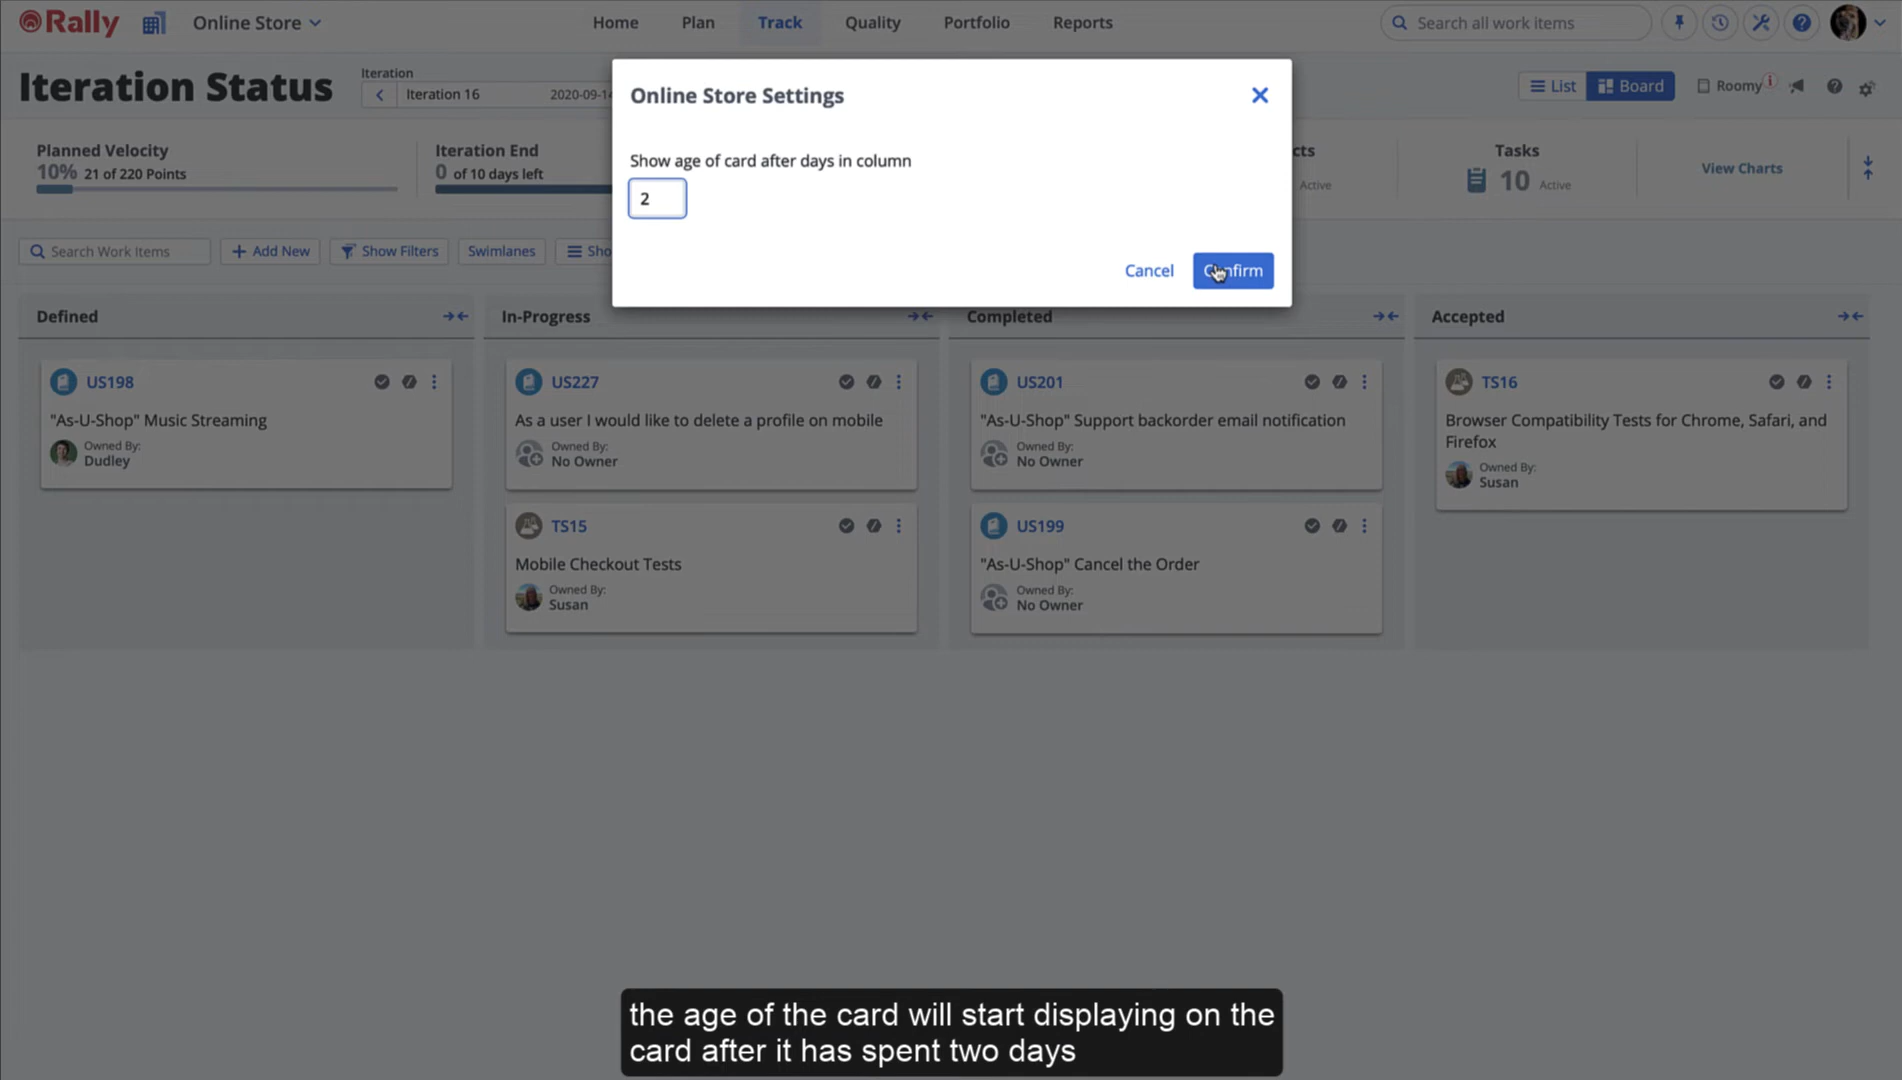 Rally
Online Store
Home
Plan
Track
Quality
Portfolio
Reports
Search all work items
Iteration Status
Iteration
Iteration 16
2020-09-14
List
Board
Roomy
Online Store Settings
Show age of card after days in column
2
Cancel
Confirm
Planned Velocity
10% 21 of 220 Points
Iteration End
0 of 10 days left
cts
Active
Tasks
10 Active
View Charts
Search Work Items
Add New
Show Filters
Swimlanes
Sho
Defined
US198
"As-U-Shop" Music Streaming
Owned By:
Dudley
In-Progress
US227
As a user I would like to delete a profile on mobile
Owned By:
No Owner
TS15
Mobile Checkout Tests
Owned By:
Susan
Completed
US201
"As-U-Shop" Support backorder email notification
Owned By:
No Owner
US199
"As-U-Shop" Cancel the Order
Owned By:
No Owner
Accepted
TS16
Browser Compatibility Tests for Chrome, Safari, and
Firefox
Owned By:
Susan
the age of the card will start displaying on the
card after it has spent two days